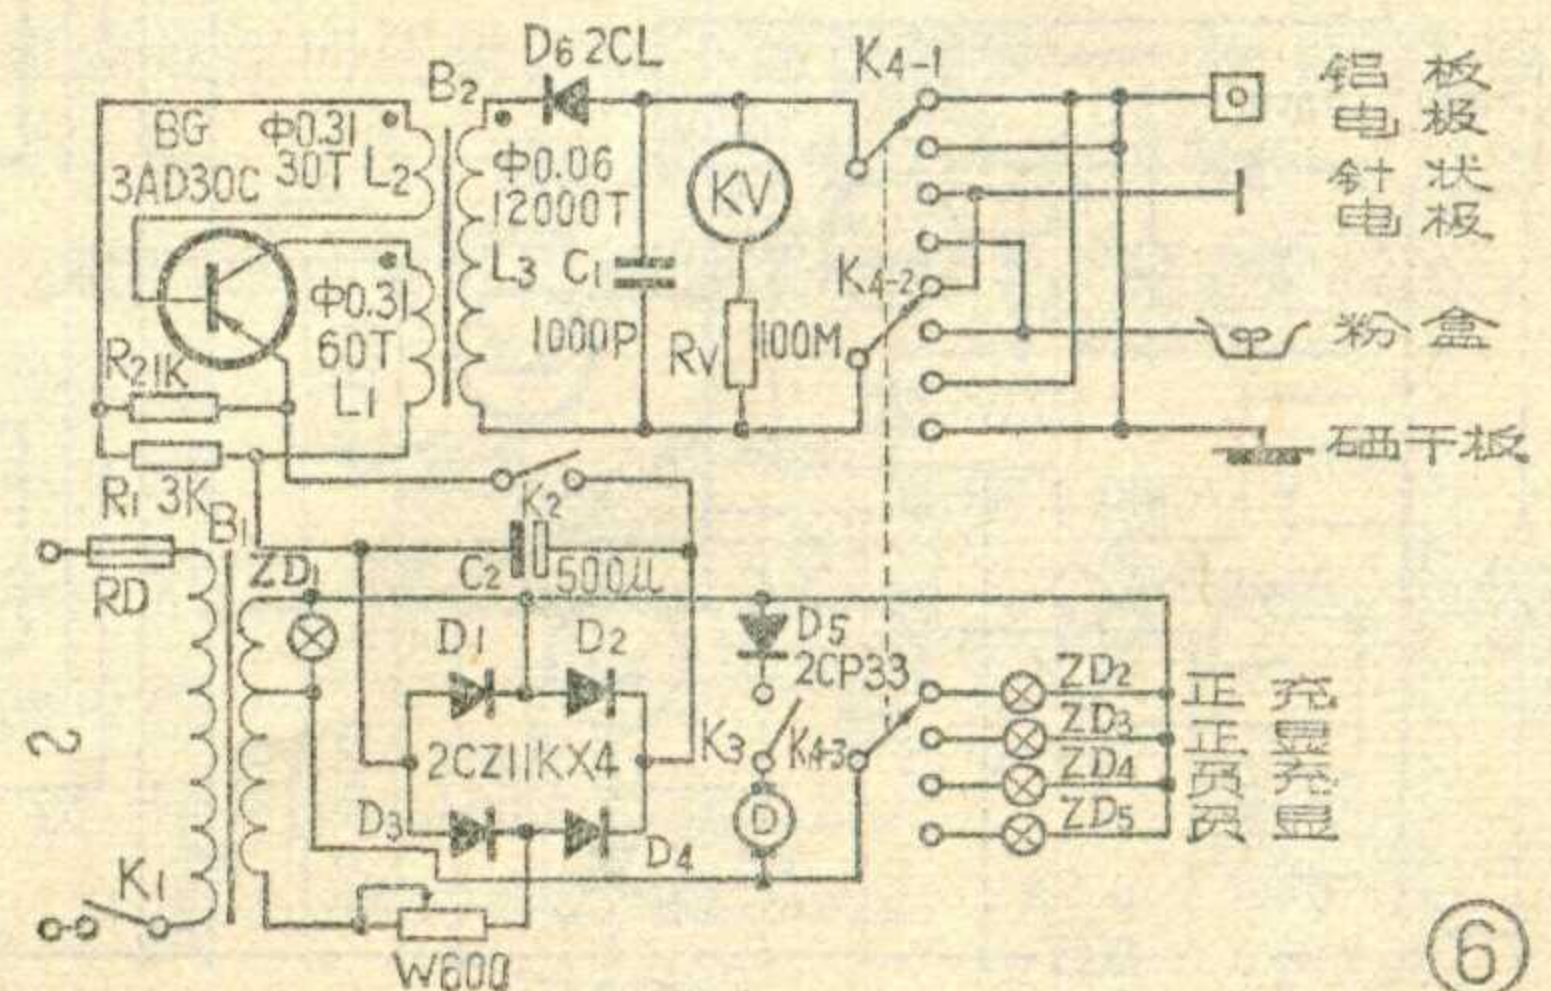 D6 2CL
B2
K4-1
铝板
电极
BG
3AD30C
Φ0.31
30T L2
Φ0.06
12000T
L3
KV
针状
电极
C1
1000P
K4-2
Φ0.31
60T
L1
RV
100M
粉盒
R2 1K
硒干板
R1 3K
K2
B1
RD
ZD1
C2
500μ
D1
D2
D5
2CP33
ZD2
正充
ZD3
正显
2CZ11KX4
K3
K4-3
ZD4
负充
ZD5
负显
D3
D4
D
K1
W600
6